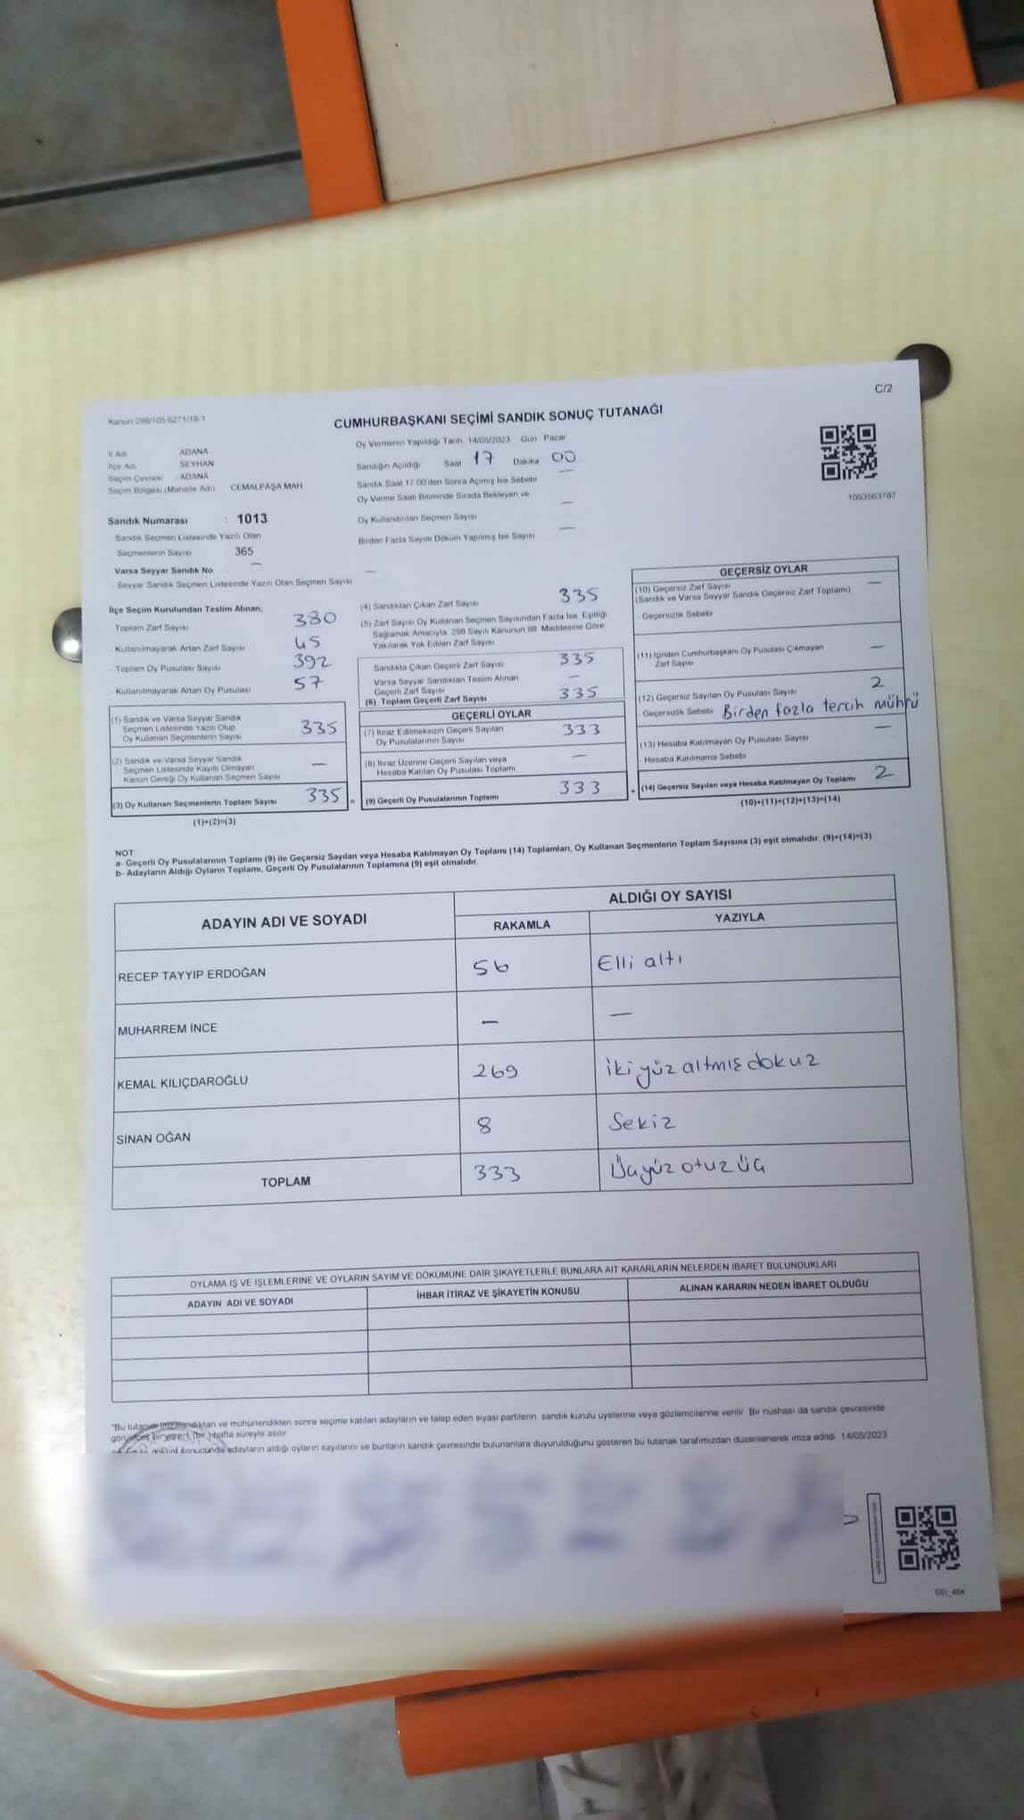 C/2
Kanun 298/105-6271/18-1
CUMHURBAŞKANI SEÇİMİ SANDIK SONUÇ TUTANAĞI
İl Adı : ADANA
İlçe Adı : SEYHAN
Seçim Çevresi : ADANA
Seçim Bölgesi (Mahalle Adı) CEMALPAŞA MAH
Sandık Numarası : 1013
Sandık Seçmen Listesinde Yazılı Olan
Seçmenlerin Sayısı 365
Varsa Seyyar Sandık No —
Seyyar Sandık Seçmen Listesinde Yazılı Olan Seçmen Sayısı —
Oy Vermenin Yapıldığı Tarih 14/05/2023 Gün Pazar
Sandığın Açıldığı Saat 17 Dakika 00
Sandık Saat 17:00'den Sonra Açılmış İse Sebebi —
Oy Verme Saati Bitiminde Sırada Bekleyen ve
Oy Kullandırılan Seçmen Sayısı —
Birden Fazla Sayım Döküm Yapılmış İse Sayısı —
1093563787
İlçe Seçim Kurulundan Teslim Alınan;
Toplam Zarf Sayısı 380
Kullanılmayarak Artan Zarf Sayısı 45
Toplam Oy Pusulası Sayısı 392
Kullanılmayarak Artan Oy Pusulası 57
(1) Sandık ve Varsa Seyyar Sandık
Seçmen Listesinde Yazılı Olup
Oy Kullanan Seçmenlerin Sayısı 335
(2) Sandık ve Varsa Seyyar Sandık
Seçmen Listesinde Kayıtlı Olmayan
Kanun Gereği Oy Kullanan Seçmen Sayısı —
(3) Oy Kullanan Seçmenlerin Toplam Sayısı 335 =
(1)+(2)=(3)
(4) Sandıktan Çıkan Zarf Sayısı 335
(5) Zarf Sayısı Oy Kullanan Seçmen Sayısından Fazla İse, Eşitliği
Sağlamak Amacıyla, 298 Sayılı Kanunun 98. Maddesine Göre
Yakılarak Yok Edilen Zarf Sayısı
Sandıkta Çıkan Geçerli Zarf Sayısı 335
Varsa Seyyar Sandıktan Teslim Alınan
Geçerli Zarf Sayısı —
(6) Toplam Geçerli Zarf Sayısı 335
GEÇERLİ OYLAR
(7) İtiraz Edilmeksizin Geçerli Sayılan
Oy Pusulalarının Sayısı 333
(8) İtiraz Üzerine Geçerli Sayılan veya
Hesaba Katılan Oy Pusulası Toplamı —
(9) Geçerli Oy Pusulalarının Toplamı 333 +
GEÇERSİZ OYLAR
(10) Geçersiz Zarf Sayısı —
(Sandık ve Varsa Seyyar Sandık Geçersiz Zarf Toplamı)
Geçersizlik Sebebi
(11) İçinden Cumhurbaşkanı Oy Pusulası Çıkmayan
Zarf Sayısı —
(12) Geçersiz Sayılan Oy Pusulası Sayısı 2
Geçersizlik Sebebi Birden fazla tercih mührü
(13) Hesaba Katılmayan Oy Pusulası Sayısı —
Hesaba Katılmama Sebebi
(14) Geçersiz Sayılan veya Hesaba Katılmayan Oy Toplamı 2
(10)+(11)+(12)+(13)=(14)
NOT:
a- Geçerli Oy Pusulalarının Toplamı (9) ile Geçersiz Sayılan veya Hesaba Katılmayan Oy Toplamı (14) Toplamları, Oy Kullanan Seçmenlerin Toplam Sayısına (3) eşit olmalıdır. (9)+(14)=(3)
b- Adayların Aldığı Oyların Toplamı, Geçerli Oy Pusulalarının Toplamına (9) eşit olmalıdır.
ADAYIN ADI VE SOYADI
ALDIĞI OY SAYISI
RAKAMLA YAZIYLA
RECEP TAYYIP ERDOĞAN 56 Elli altı
MUHARREM İNCE — —
KEMAL KILIÇDAROĞLU 269 iki yüz altmış dokuz
SİNAN OĞAN 8 Sekiz
TOPLAM 333 Üçyüz otuz üç
OYLAMA İŞ VE İŞLEMLERİNE VE OYLARIN SAYIM VE DÖKÜMÜNE DAİR ŞİKAYETLERLE BUNLARA AİT KARARLARIN NELERDEN İBARET BULUNDUKLARI
ADAYIN ADI VE SOYADI İHBAR İTİRAZ VE ŞİKAYETİN KONUSU ALINAN KARARIN NEDEN İBARET OLDUĞU
"Bu tutanak imzalandıktan ve mühürlendikten sonra seçime katılan adayların ve talep eden siyasi partilerin sandık kurulu üyelerine veya gözlemcilerine verilir. Bir nüshası da sandık çevresinde
bir yere (bir) hafta süreyle asılır
sonucunda adayların aldığı oyların sayılarını ve bunların sandık çevresinde bulunanlara duyurulduğunu gösteren bu tutanak tarafımızdan düzenlenerek imza edildi. 14/05/2023